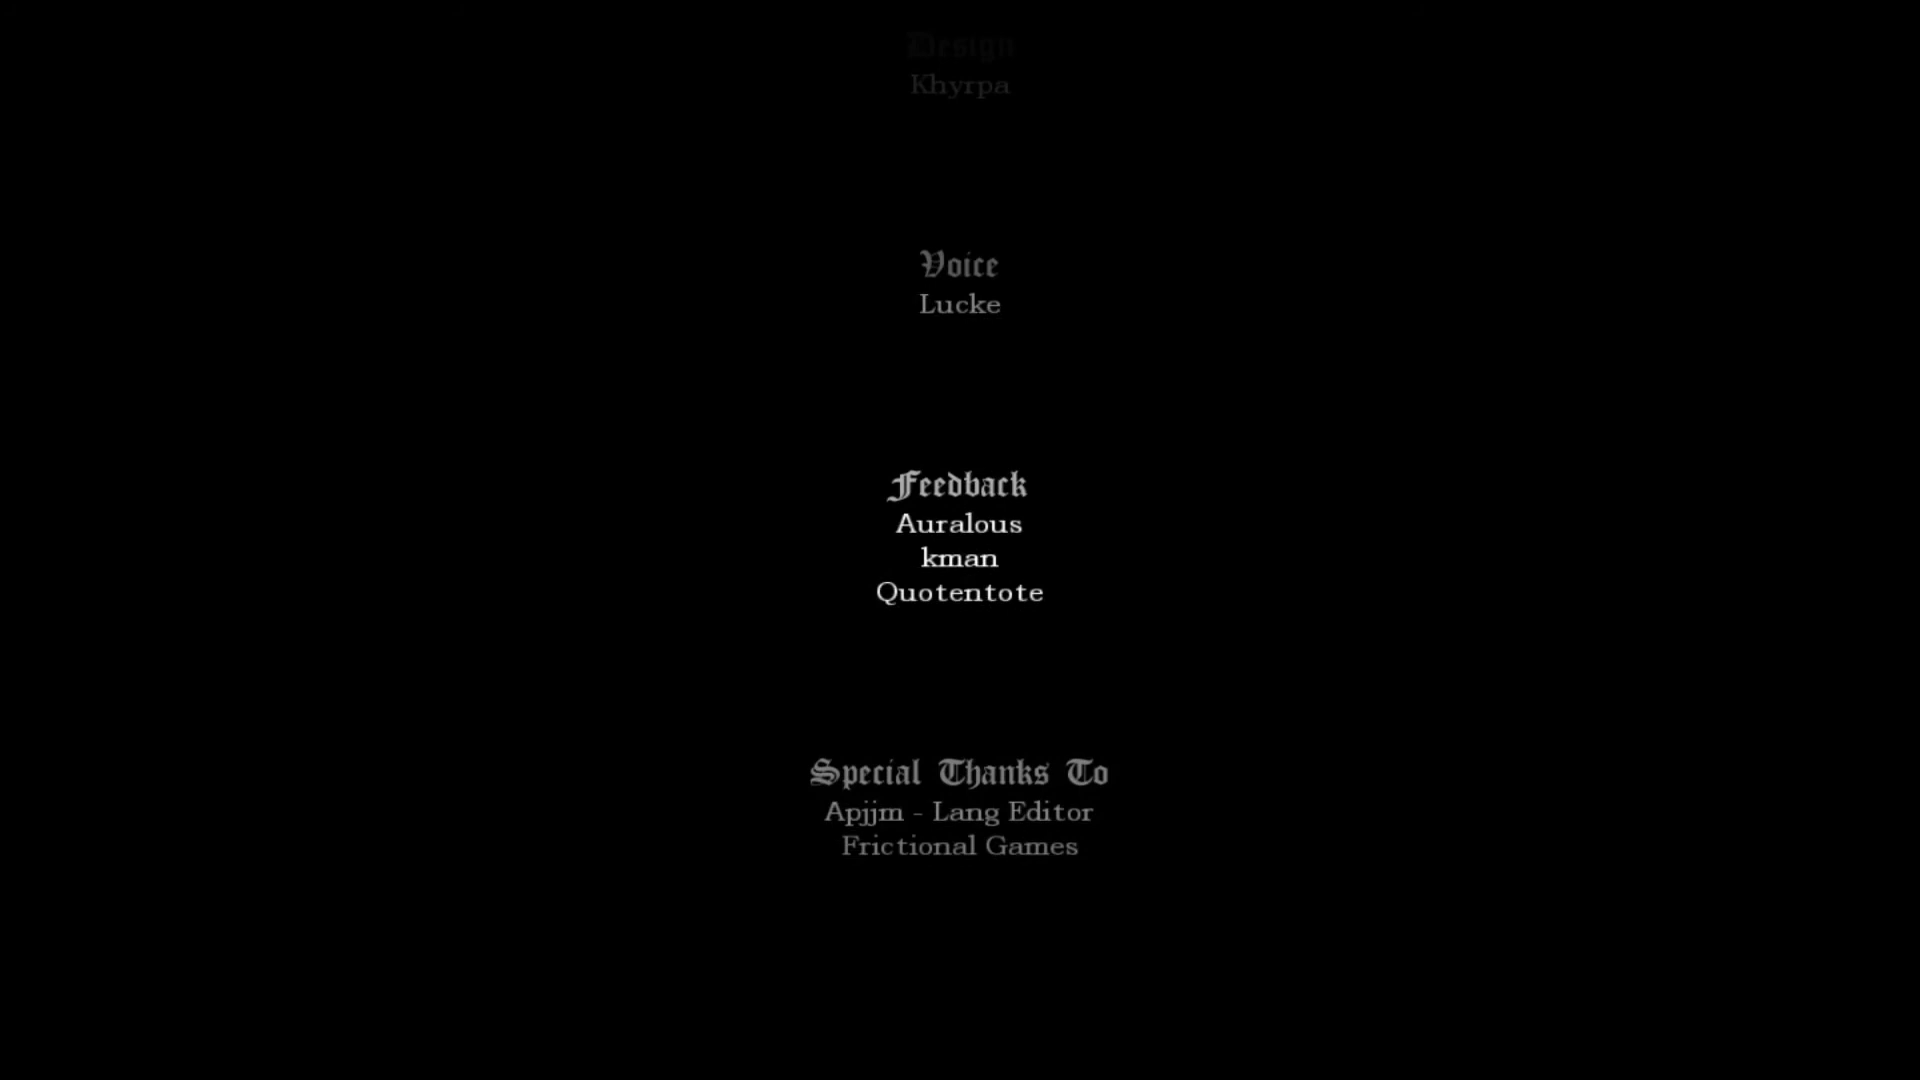 Design
Khyrpa
Voice
Lucke
Feedback
Auralous
kman
Quotentote
Special Thanks To
Apjjm - Lang Editor
Frictional Games